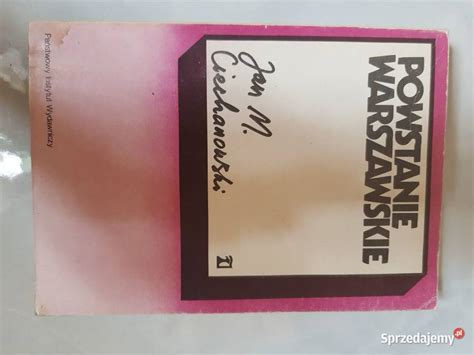 POWSTANIE
WARSZAWSKIE
Jan M.
Ciechanowski
Państwowy Instytut Wydawniczy
Sprzedajemy.pl